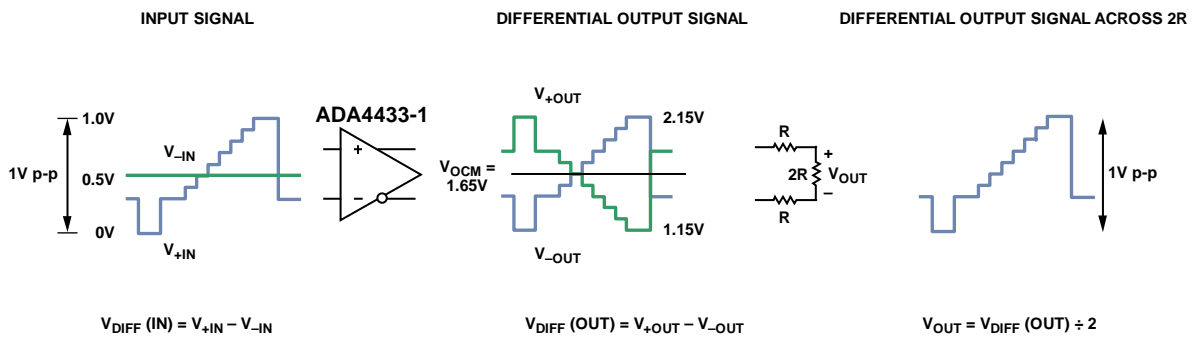 INPUT SIGNAL
DIFFERENTIAL OUTPUT SIGNAL
DIFFERENTIAL OUTPUT SIGNAL ACROSS 2R
1V p-p
1.0V
0.5V
0V
V–IN
V+IN
ADA4433-1
+
–
V+OUT
VOCM =
1.65V
2.15V
1.15V
V–OUT
R
2R
R
+
VOUT
–
1V p-p
VDIFF (IN) = V+IN – V–IN
VDIFF (OUT) = V+OUT – V–OUT
VOUT = VDIFF (OUT) ÷ 2